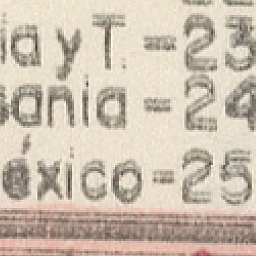 ia y T. = 23
sania = 24
éxico = 25